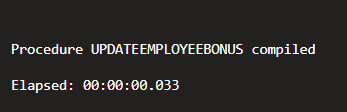 Procedure UPDATEEMPLOYEEBONUS compiled
Elapsed: 00:00:00.033